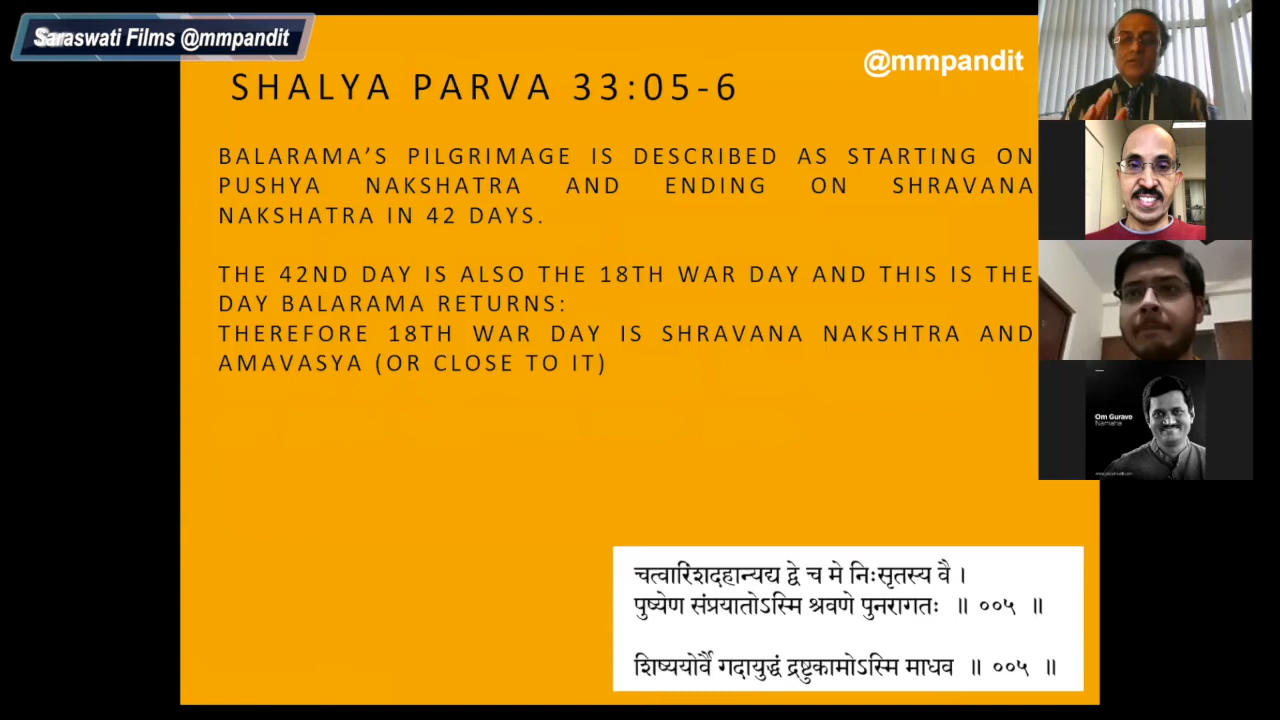 Saraswati Films @mmpandit
@mmpandit
SHALYA PARVA 33:05-6
BALARAMA'S PILGRIMAGE IS DESCRIBED AS STARTING ON
PUSHYA NAKSHATRA AND ENDING ON SHRAVANA
NAKSHATRA IN 42 DAYS.
THE 42ND DAY IS ALSO THE 18TH WAR DAY AND THIS IS THE
DAY BALARAMA RETURNS:
THEREFORE 18TH WAR DAY IS SHRAVANA NAKSHTRA AND
AMAVASYA (OR CLOSE TO IT)
Om Gurave
Namaha
चत्वारिंशदहान्यद्य द्वे च मे निःसृतस्य वै ।
पुष्येण संप्रयातोऽस्मि श्रवणे पुनरागतः ॥ ००५ ॥
शिष्ययोर्वै गदायुद्धं द्रष्टुकामोऽस्मि माधव ॥ ००५ ॥